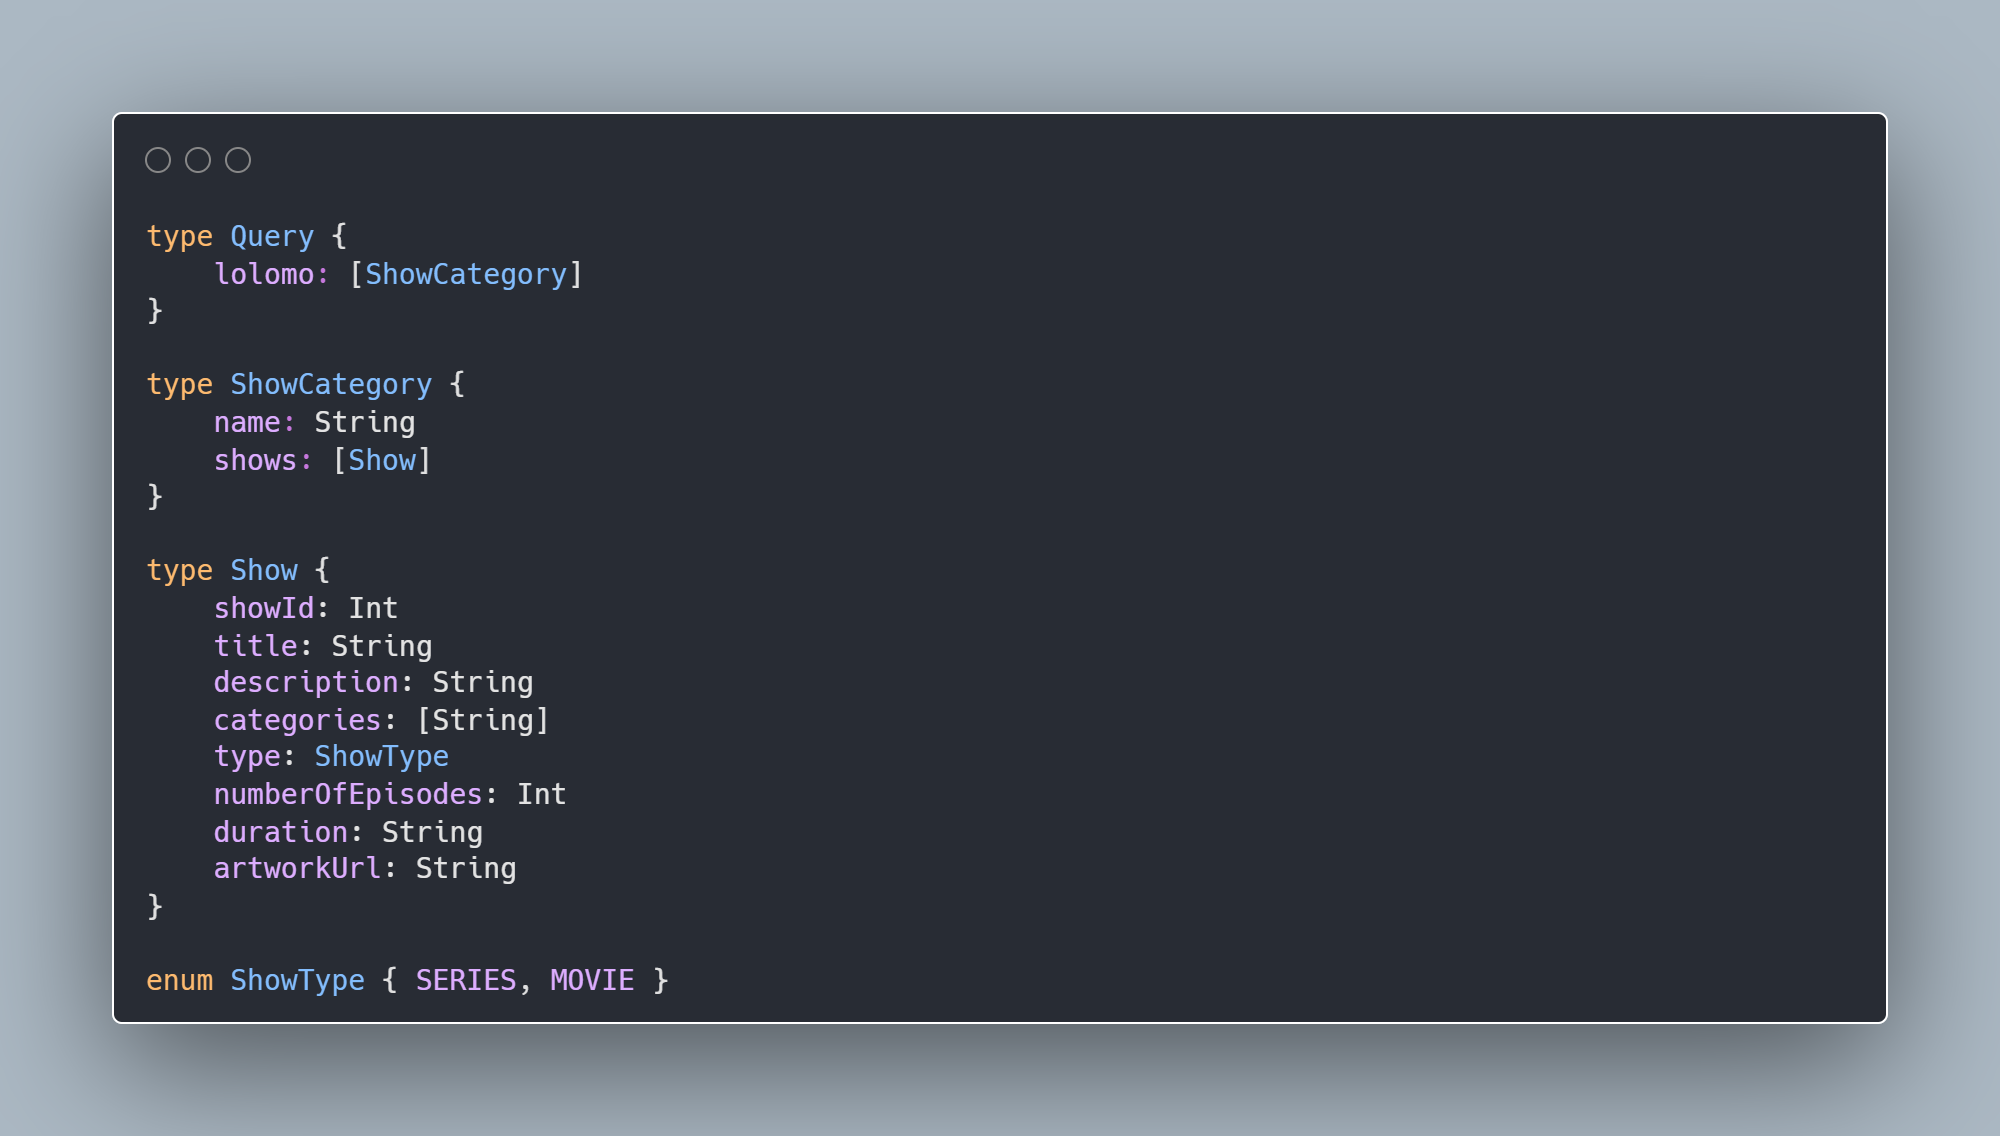 type Query {
    lolomo: [ShowCategory]
}

type ShowCategory {
    name: String
    shows: [Show]
}

type Show {
    showId: Int
    title: String
    description: String
    categories: [String]
    type: ShowType
    numberOfEpisodes: Int
    duration: String
    artworkUrl: String
}

enum ShowType { SERIES, MOVIE }